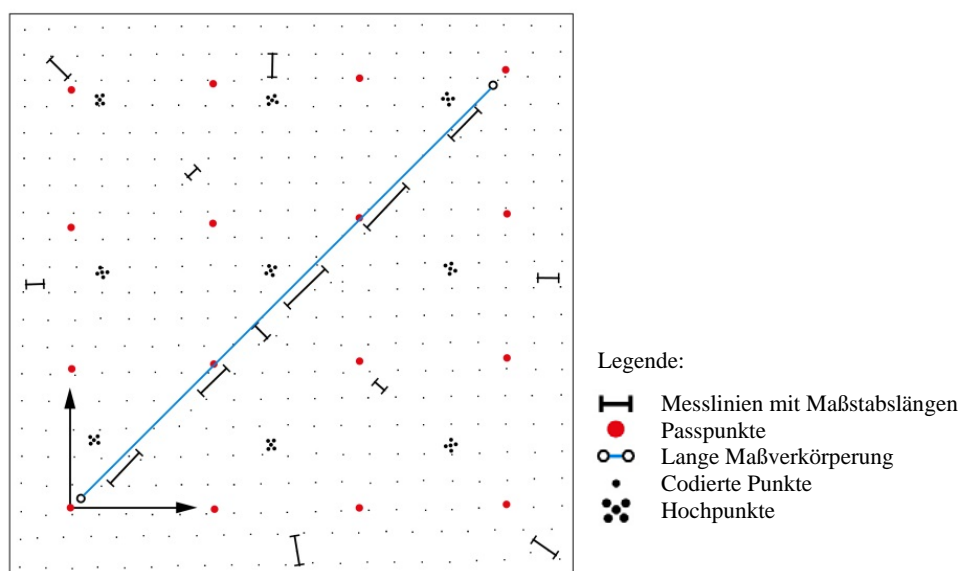 Legende:
Messlinien mit Maßstabslängen
Passpunkte
Lange Maßverkörperung
Codierte Punkte
Hochpunkte